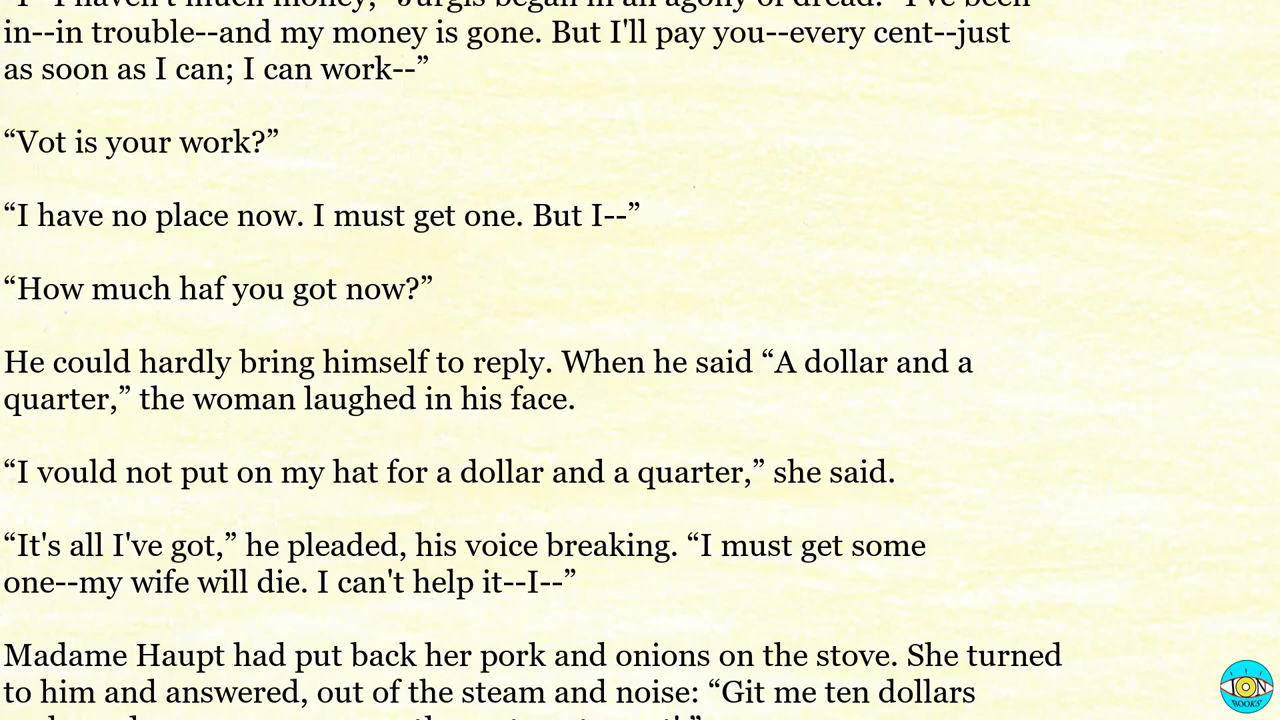 in--in trouble--and my money is gone. But I'll pay you--every cent--just
as soon as I can; I can work--”
“Vot is your work?”
“I have no place now. I must get one. But I--”
“How much haf you got now?”
He could hardly bring himself to reply. When he said “A dollar and a
quarter,” the woman laughed in his face.
“I vould not put on my hat for a dollar and a quarter,” she said.
“It's all I've got,” he pleaded, his voice breaking. “I must get some
one--my wife will die. I can't help it--I--”
Madame Haupt had put back her pork and onions on the stove. She turned
to him and answered, out of the steam and noise: “Git me ten dollars
ION
BOOKS